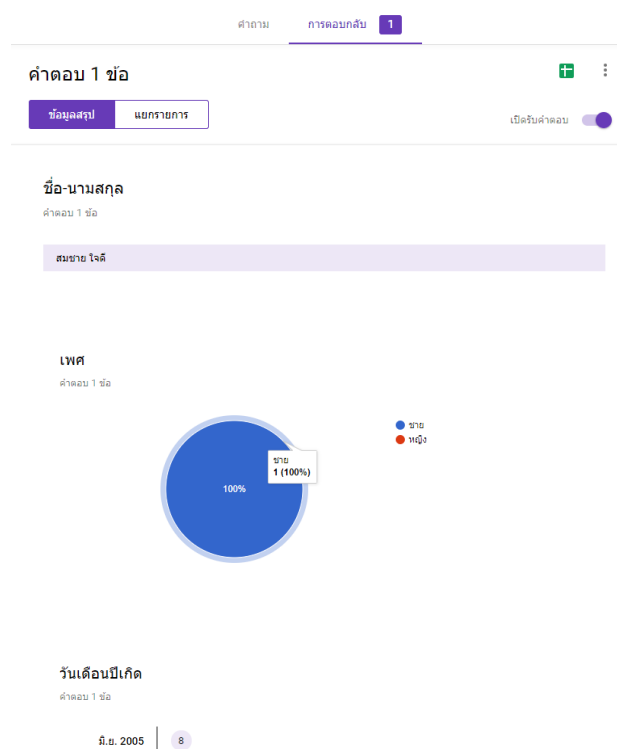 คำถาม การตอบกลับ 1
คำตอบ 1 ข้อ
ข้อมูลสรุป แยกรายการ
เปิดรับคำตอบ
ชื่อ-นามสกุล
คำตอบ 1 ข้อ
สมชาย ใจดี
เพศ
คำตอบ 1 ข้อ
ชาย
หญิง
ชาย
1 (100%)
100%
วันเดือนปีเกิด
คำตอบ 1 ข้อ
มิ.ย. 2005 8